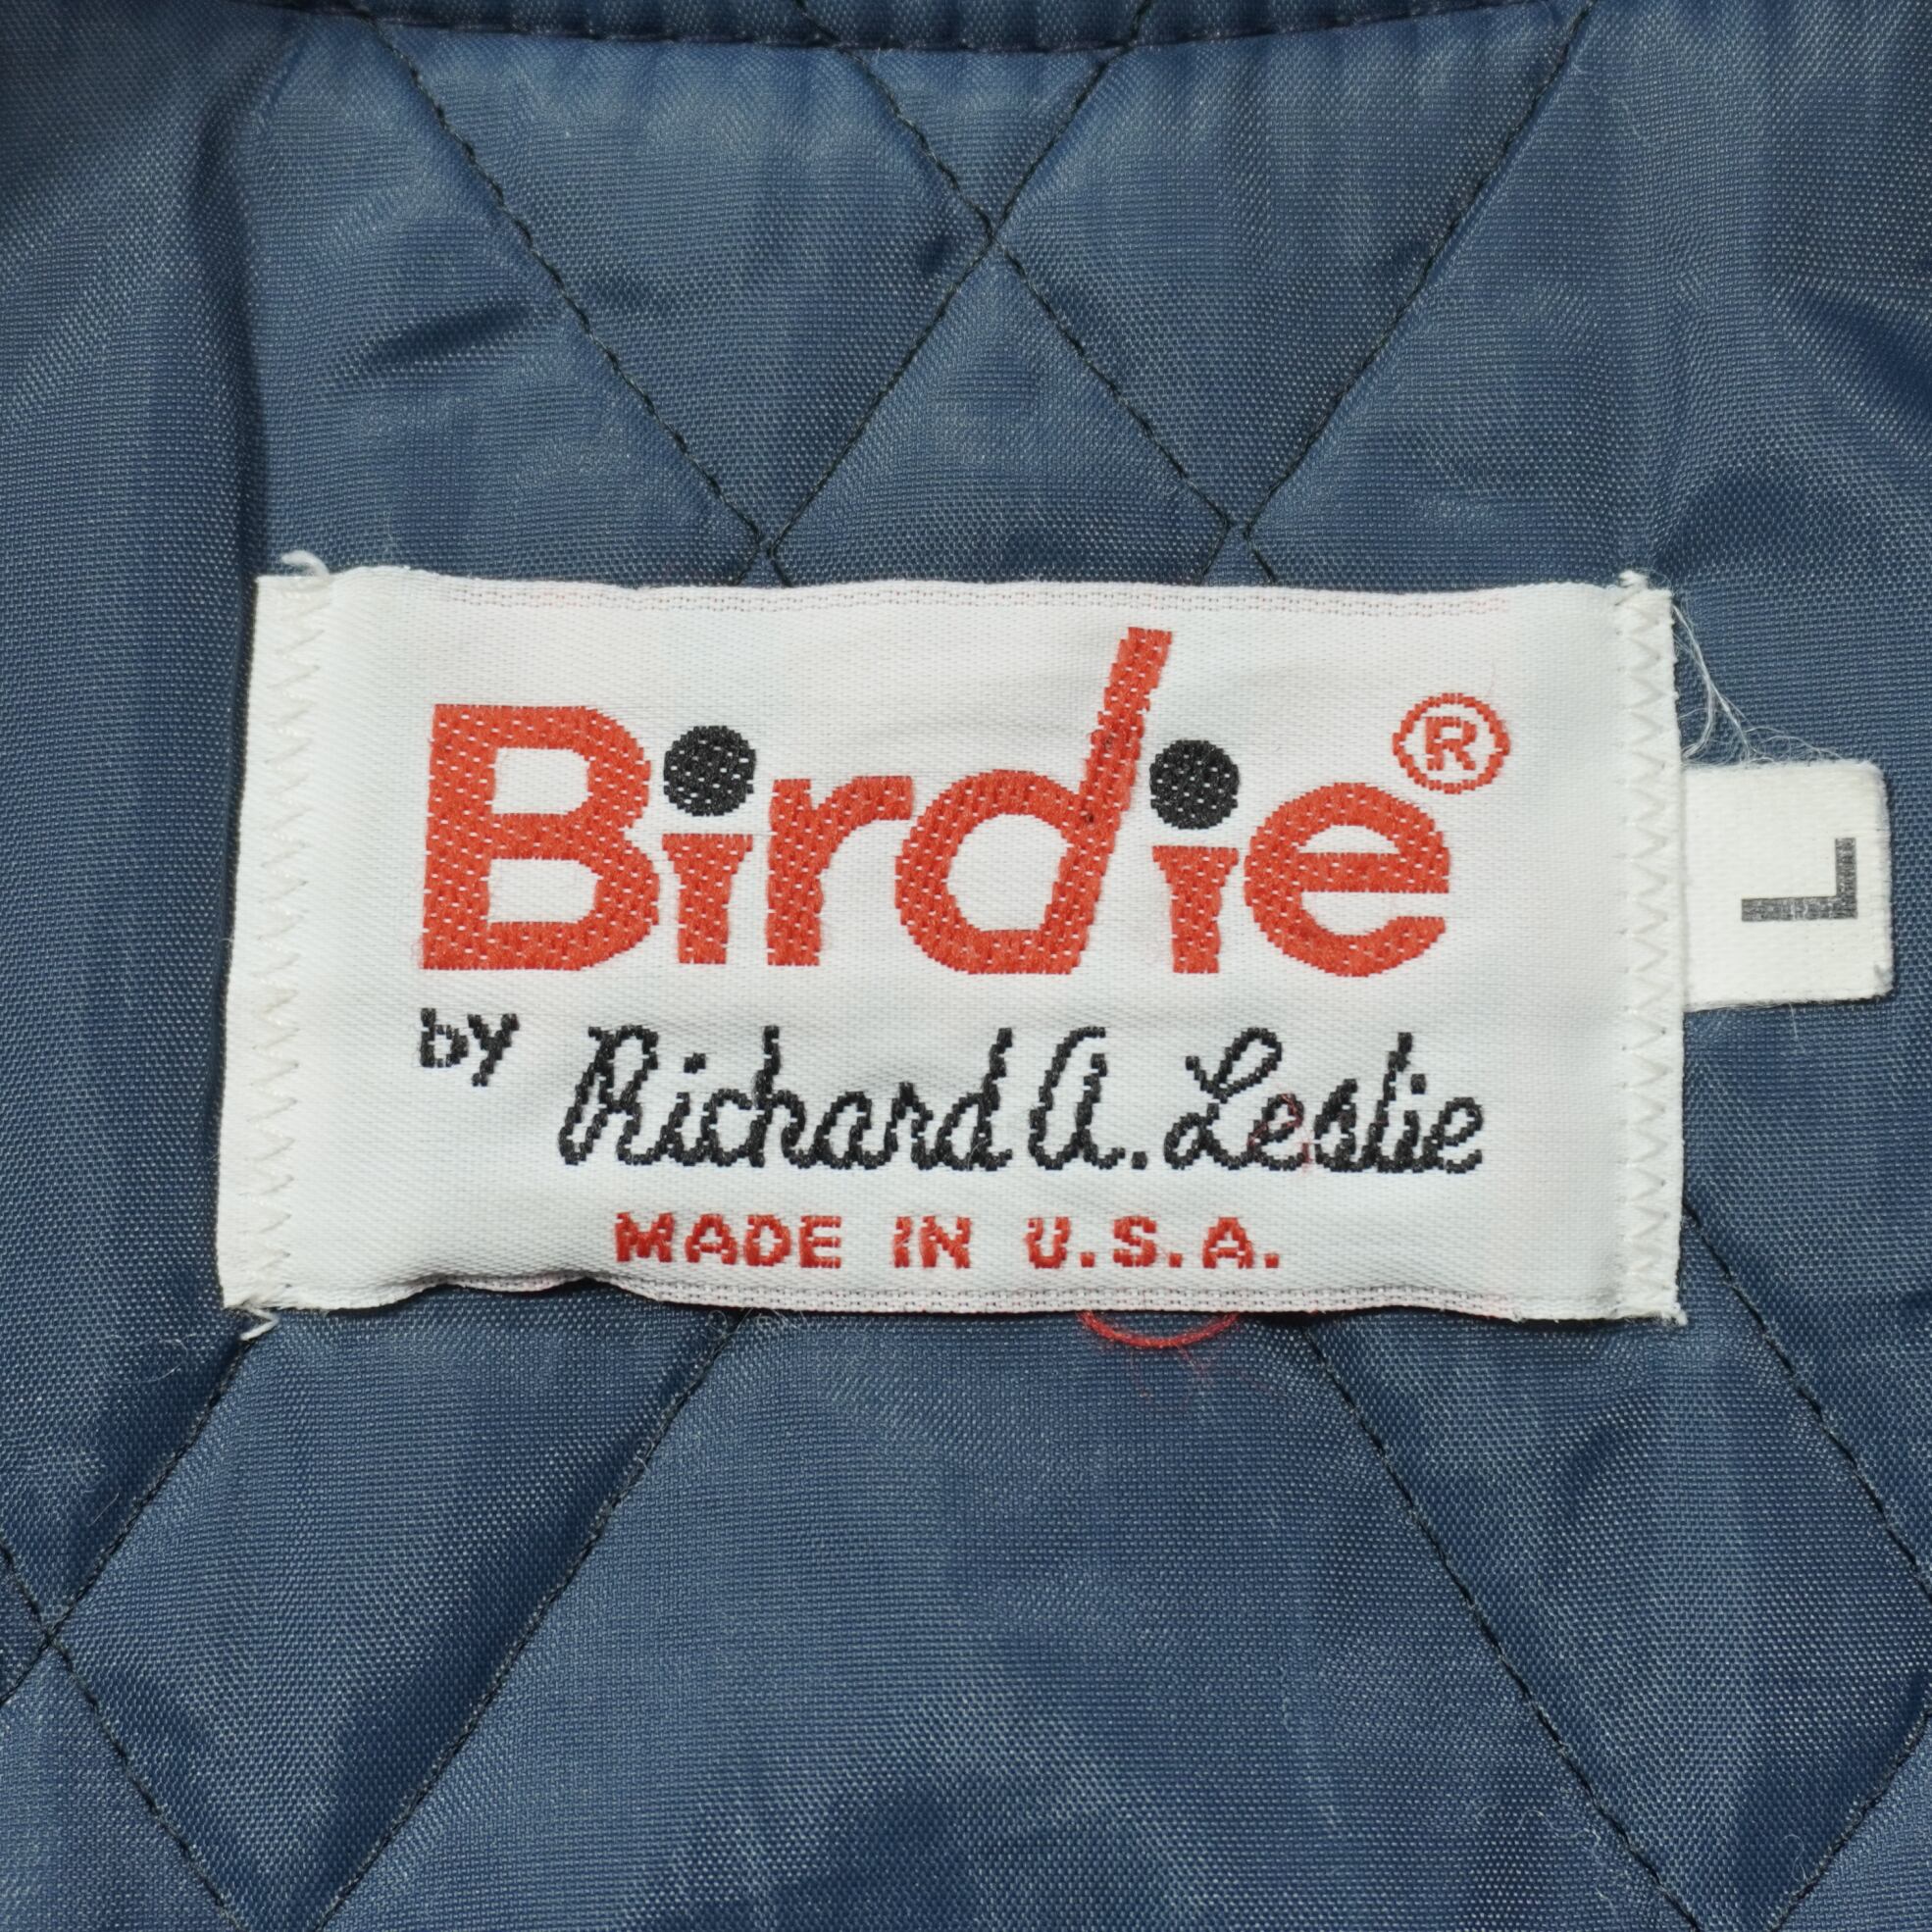 Birdie®
by Richard A. Leslie
MADE IN U.S.A.
L